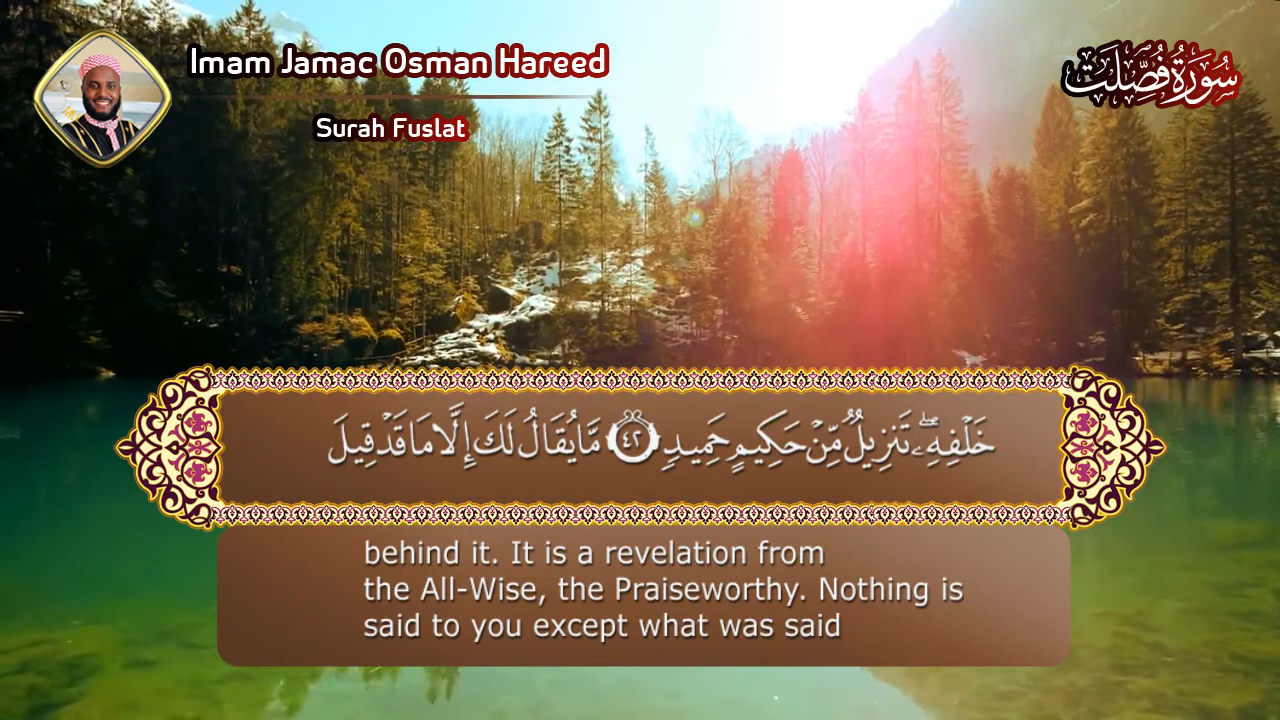 Imam Jamac Osman Hareed
سُورَةُ فُصِّلَت
Surah Fuslat
خَلْفِهِۦۖ تَنزِيلٌ مِّنْ حَكِيمٍ حَمِيدٍ ٤٢ مَّا يُقَالُ لَكَ إِلَّا مَا قَدْ قِيلَ
behind it. It is a revelation from
the All-Wise, the Praiseworthy. Nothing is
said to you except what was said